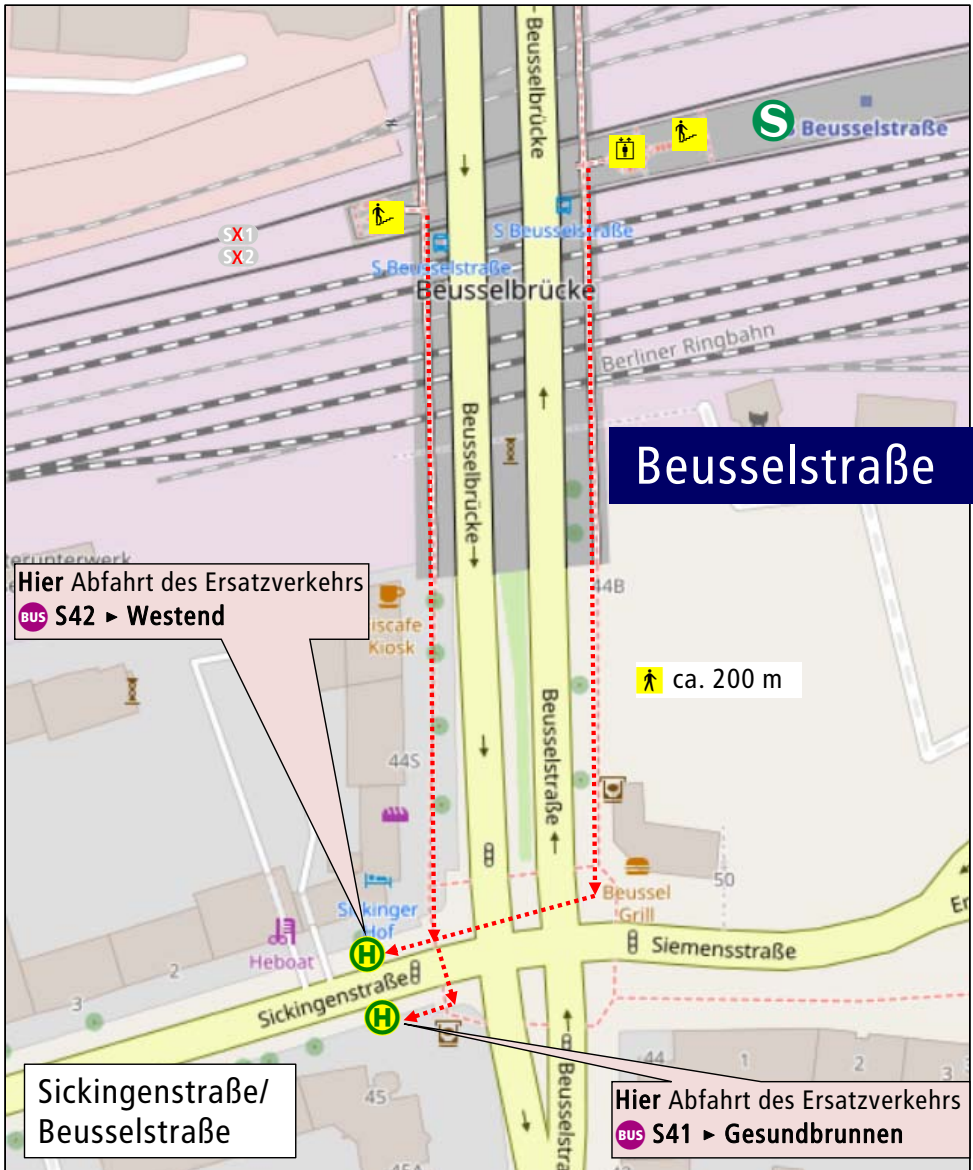 Beusselbrücke
S
S Beusselstraße
SX1
SX2
S Beusselstraße
S Beusselstraße
Beusselbrücke
Berliner Ringbahn
Beusselbrücke
Beusselstraße
Hier Abfahrt des Ersatzverkehrs
BUS S42 ► Westend
44B
Kiosk
ca. 200 m
Beusselstraße
44S
50
Beussel
Grill
Sickinger
Hof
Heboat
H
Siemensstraße
2
3
Sickingenstraße
H
44
1
2
3
45
Sickingenstraße/
Beusselstraße
Hier Abfahrt des Ersatzverkehrs
BUS S41 ► Gesundbrunnen
45A